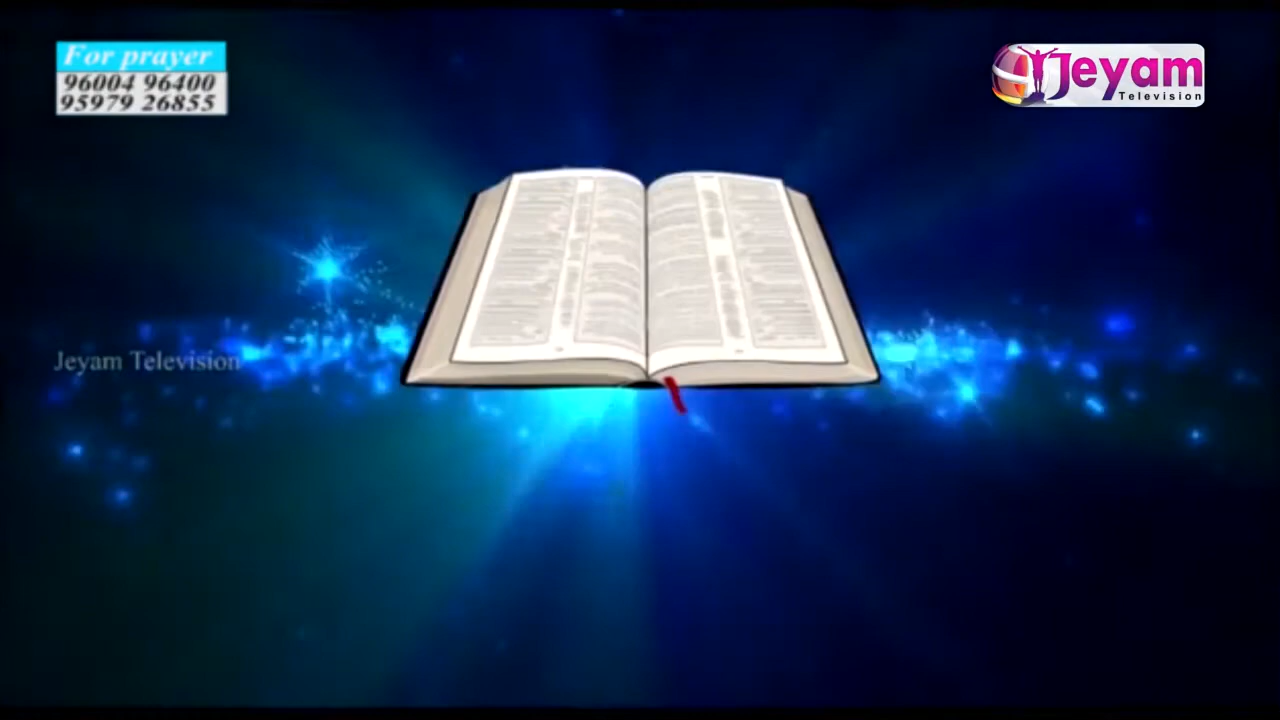 For prayer
96004 96400
95979 26855
Jeyam
Television
Jeyam Television